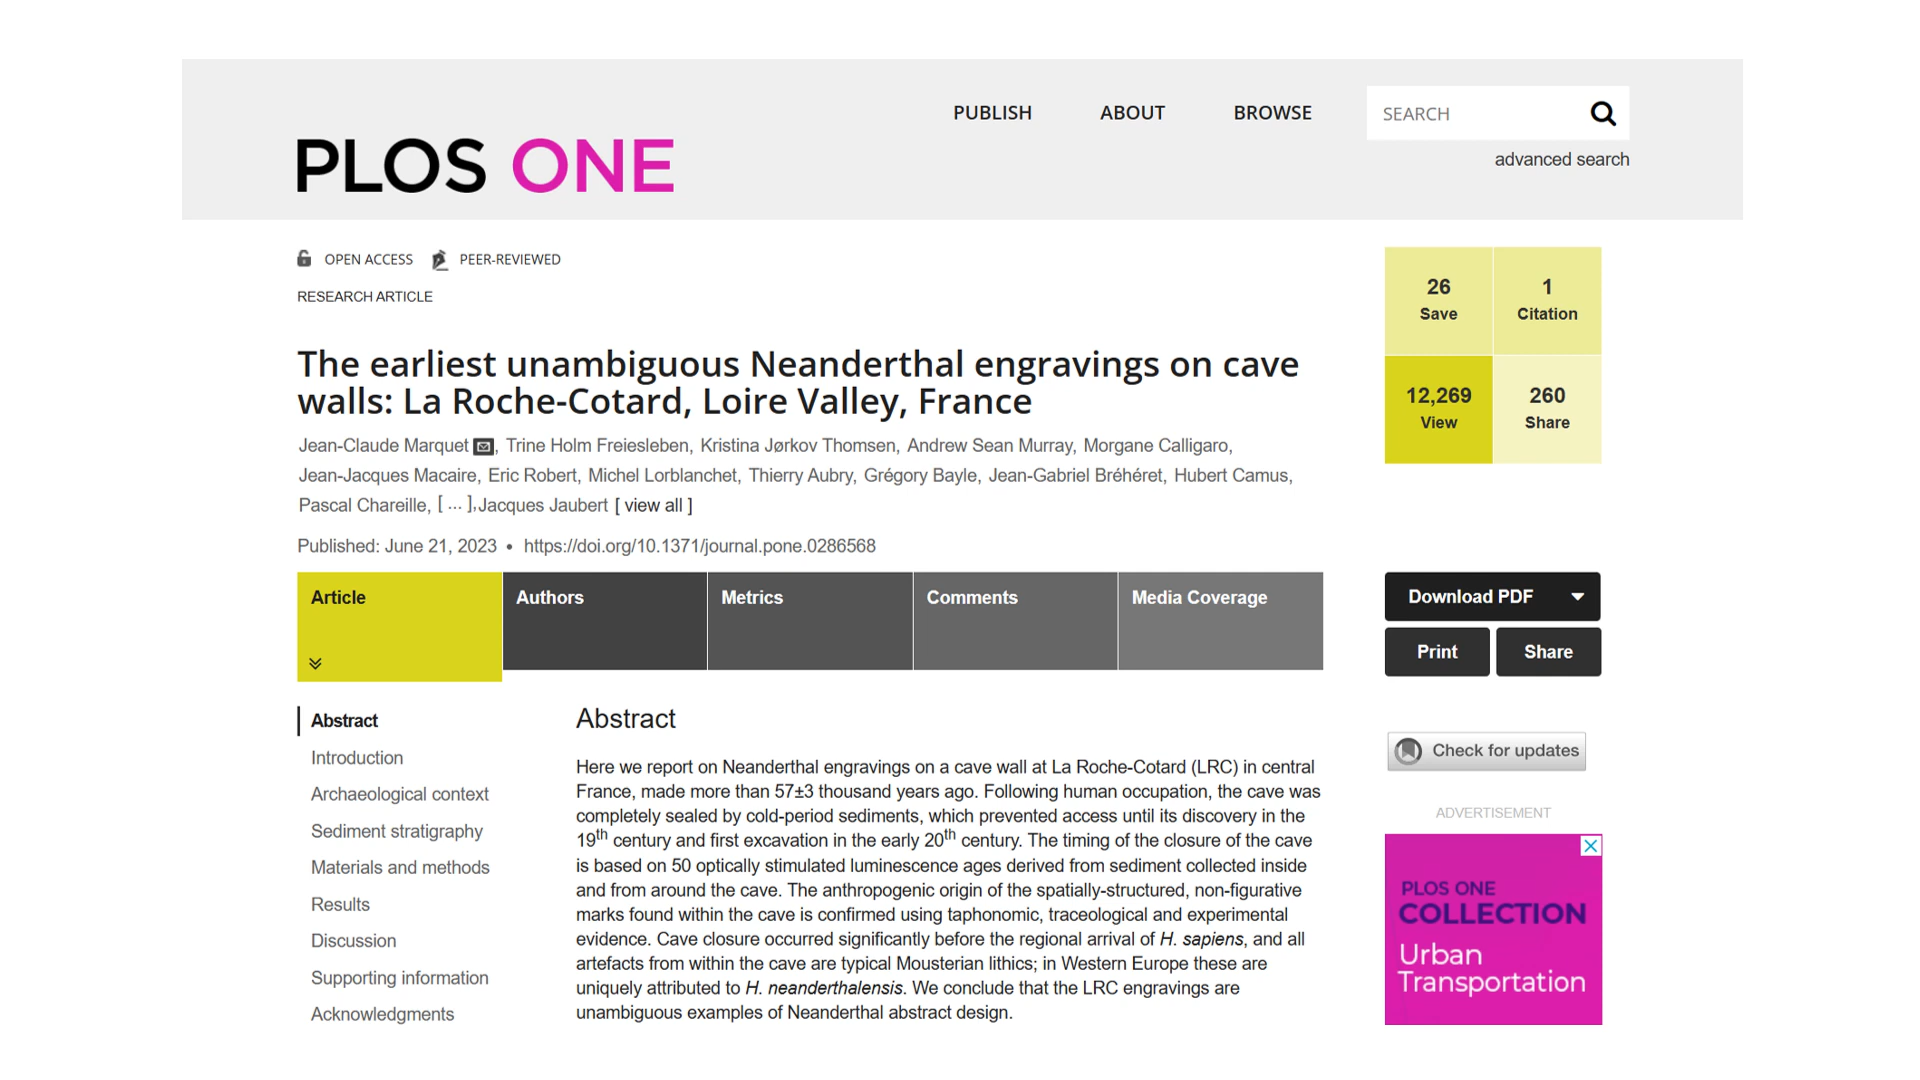 PUBLISH ABOUT BROWSE SEARCH
advanced search
PLOS ONE
OPEN ACCESS PEER-REVIEWED
RESEARCH ARTICLE
The earliest unambiguous Neanderthal engravings on cave
walls: La Roche-Cotard, Loire Valley, France
Jean-Claude Marquet, Trine Holm Freiesleben, Kristina Jørkov Thomsen, Andrew Sean Murray, Morgane Calligaro,
Jean-Jacques Macaire, Eric Robert, Michel Lorblanchet, Thierry Aubry, Grégory Bayle, Jean-Gabriel Bréhéret, Hubert Camus,
Pascal Chareille, [ ... ], Jacques Jaubert [ view all ]
Published: June 21, 2023 • https://doi.org/10.1371/journal.pone.0286568
26
Save
1
Citation
12,269
View
260
Share
Article Authors Metrics Comments Media Coverage
Download PDF
Print Share
Check for updates
ADVERTISEMENT
PLOS ONE
COLLECTION
Urban
Transportation
Abstract
Introduction
Archaeological context
Sediment stratigraphy
Materials and methods
Results
Discussion
Supporting information
Acknowledgments
Abstract
Here we report on Neanderthal engravings on a cave wall at La Roche-Cotard (LRC) in central
France, made more than 57±3 thousand years ago. Following human occupation, the cave was
completely sealed by cold-period sediments, which prevented access until its discovery in the
19th century and first excavation in the early 20th century. The timing of the closure of the cave
is based on 50 optically stimulated luminescence ages derived from sediment collected inside
and from around the cave. The anthropogenic origin of the spatially-structured, non-figurative
marks found within the cave is confirmed using taphonomic, traceological and experimental
evidence. Cave closure occurred significantly before the regional arrival of H. sapiens, and all
artefacts from within the cave are typical Mousterian lithics; in Western Europe these are
uniquely attributed to H. neanderthalensis. We conclude that the LRC engravings are
unambiguous examples of Neanderthal abstract design.